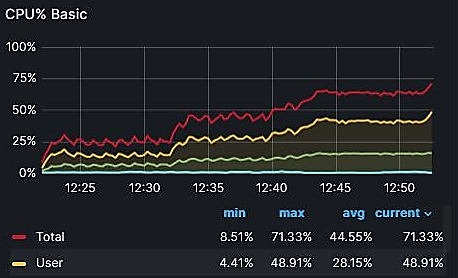 CPU% Basic
100%
75%
50%
25%
0%
12:25 12:30 12:35 12:40 12:45 12:50
min max avg current
Total 8.51% 71.33% 44.55% 71.33%
User 4.41% 48.91% 28.15% 48.91%